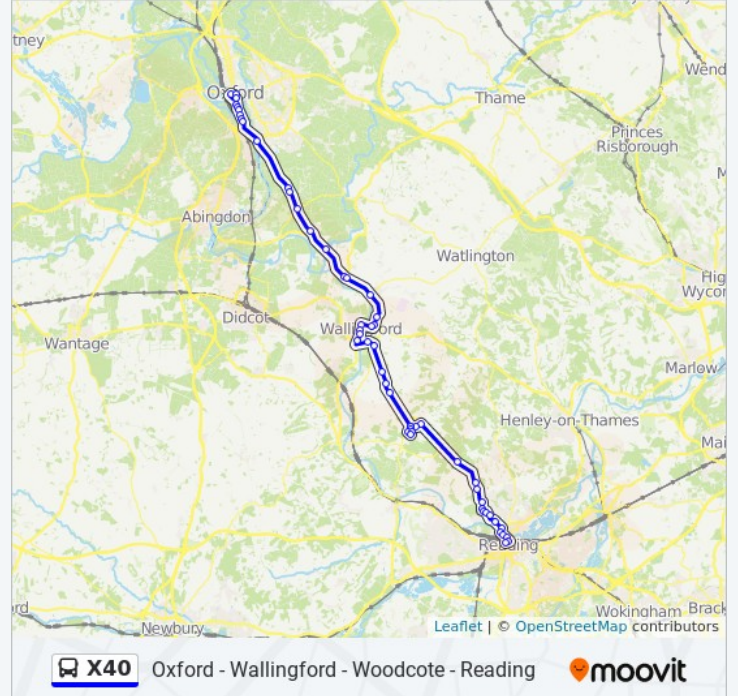 tney
Oxford
Thame
Wend
Princes
Risborough
M
Abingdon
Watlington
Hig
Wycor
Didcot
Wallingford
Wantage
Marlow
Henley-on-Thames
Mai
Reading
rd
Wokingham
Brack
Newbury
Leaflet | © OpenStreetMap contributors
X40 Oxford - Wallingford - Woodcote - Reading moovit